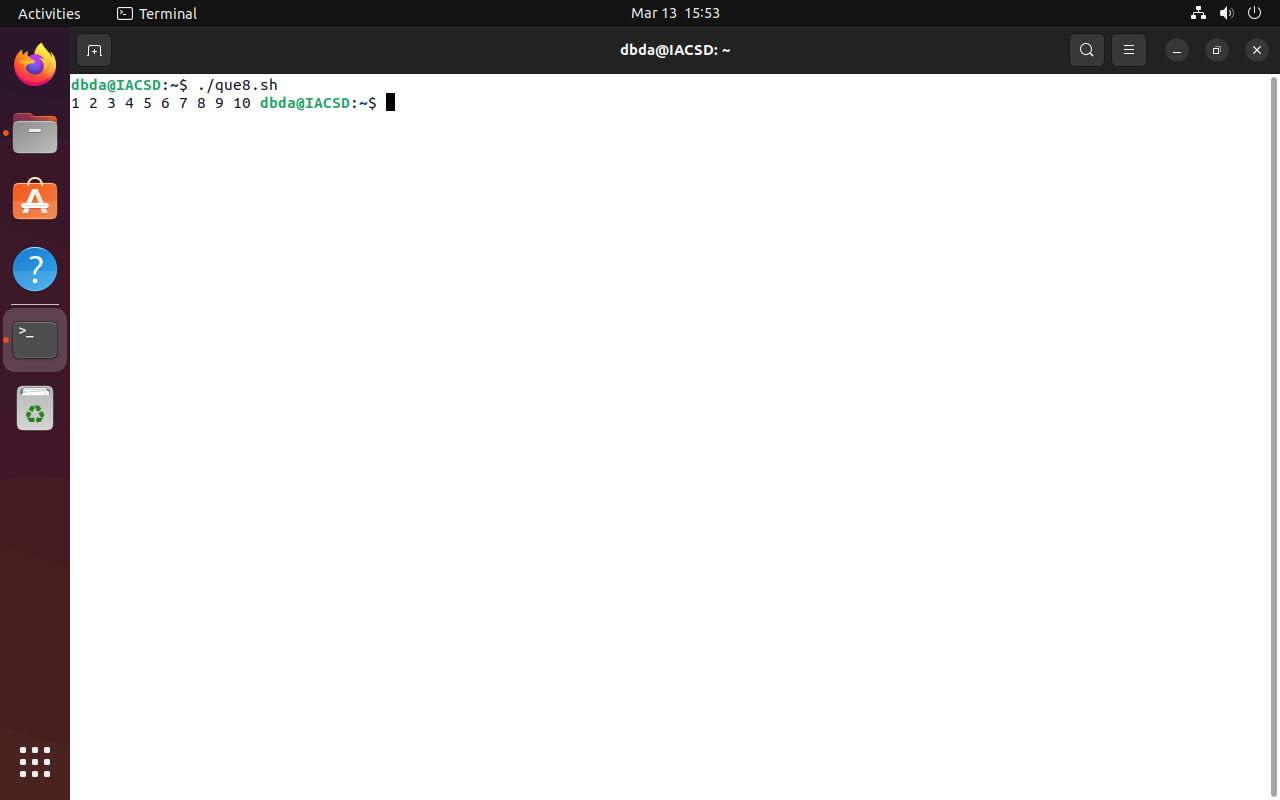 Activities
Terminal
Mar 13 15:53
dbda@IACSD: ~
dbda@IACSD:~$ ./que8.sh
1 2 3 4 5 6 7 8 9 10 dbda@IACSD:~$